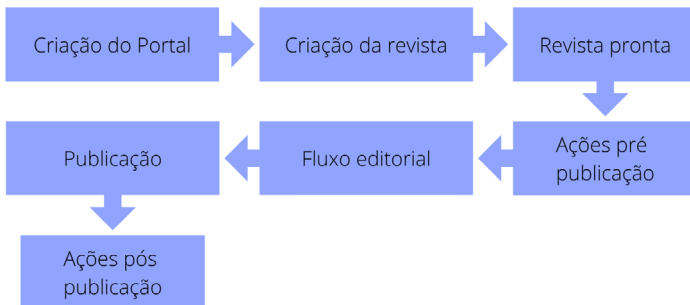 Criação do Portal
Criação da revista
Revista pronta
Ações pré
publicação
Fluxo editorial
Publicação
Ações pós
publicação